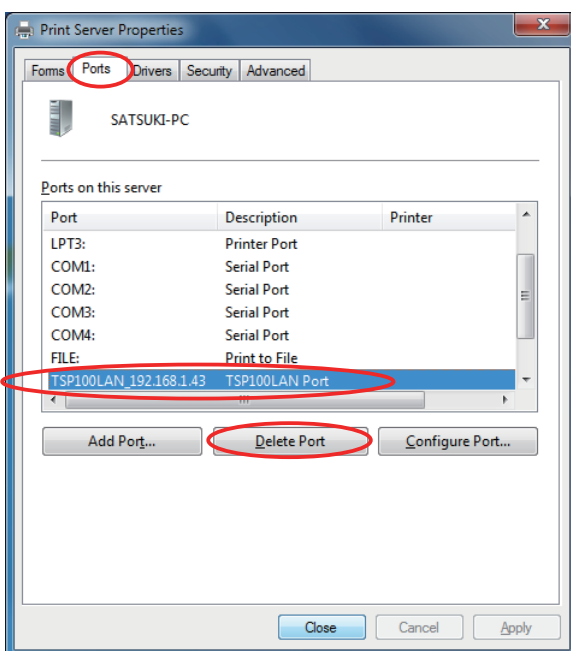 Print Server Properties
Forms Ports Drivers Security Advanced
SATSUKI-PC
Ports on this server
Port Description Printer
LPT3: Printer Port
COM1: Serial Port
COM2: Serial Port
COM3: Serial Port
COM4: Serial Port
FILE: Print to File
TSP100LAN_192.168.1.43 TSP100LAN Port
Add Port... Delete Port Configure Port...
Close Cancel Apply